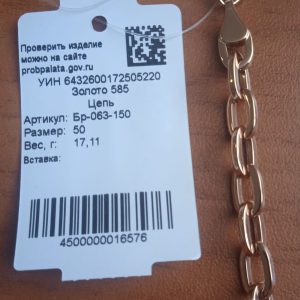 Проверить изделие
можно на сайте
probpalata.gov.ru
УИН 6432600172505220
Золото 585
Цепь
Артикул: Бр-063-150
Размер: 50
Вес, г: 17,11
Вставка:
4500000016576